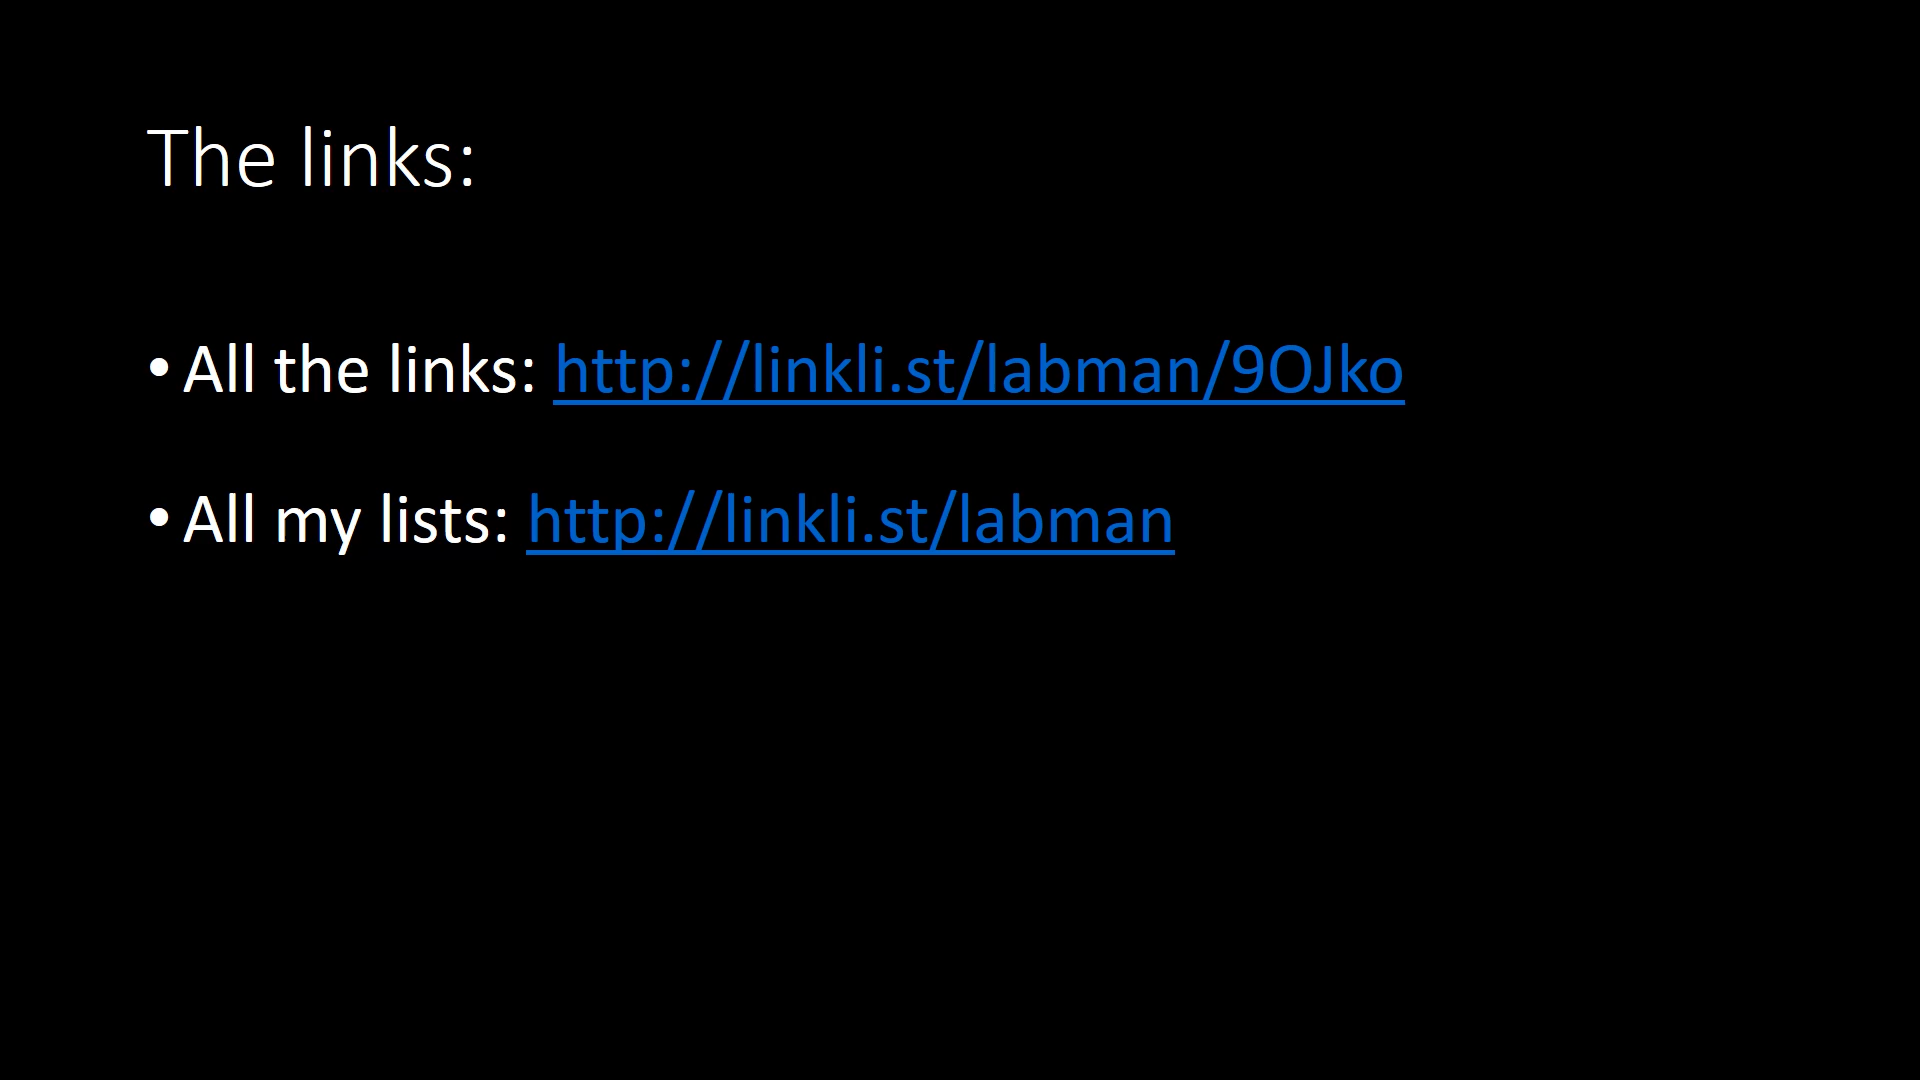 The links:
• All the links: http://linkli.st/labman/9OJko
• All my lists: http://linkli.st/labman